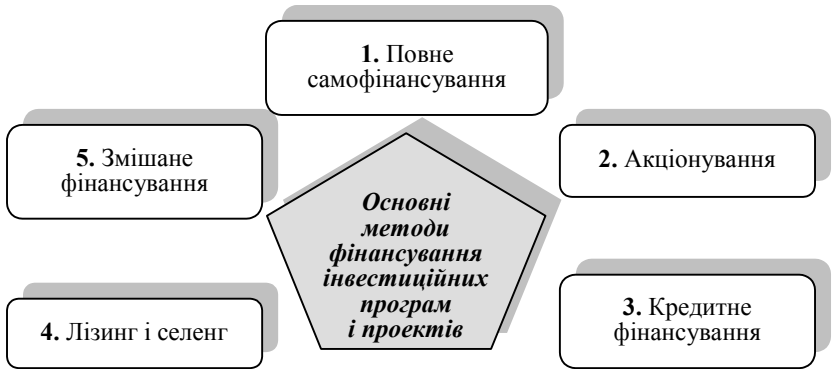 1. Повне
самофінансування
5. Змішане
фінансування
2. Акціонування
Основні
методи
фінансування
інвестиційних
програм
і проектів
4. Лізинг і селенг
3. Кредитне
фінансування